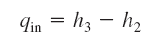 q_in = h_3 − h_2